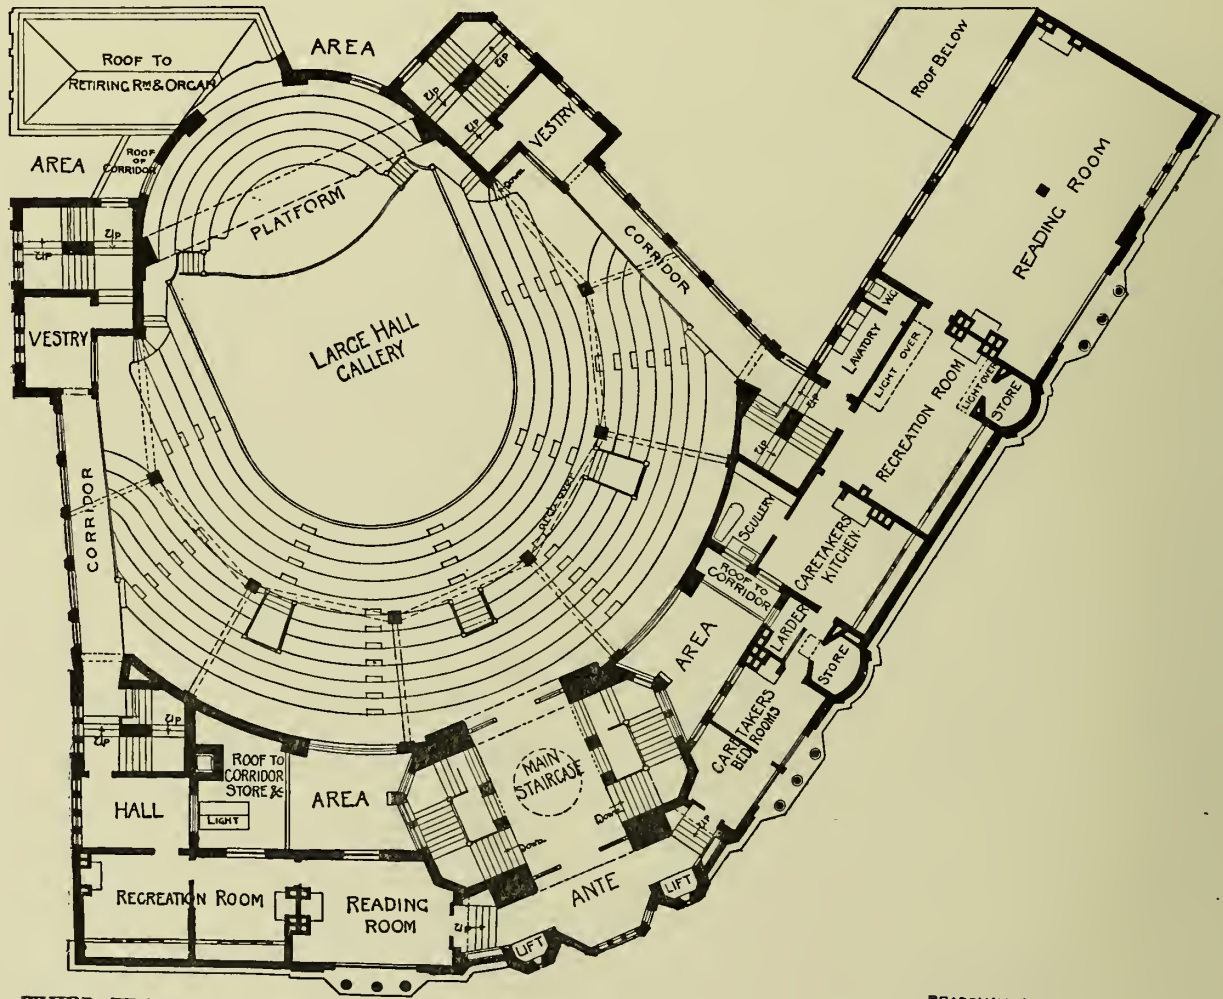 ROOF TO
RETIRING RM & ORGAN
AREA
VESTRY
ROOF BELOW
READING ROOM
AREA
ROOF
OF
CORRIDOR
UP
UP
UP
UP
UP
Down
PLATFORM
CORRIDOR
VESTRY
LARGE HALL
GALLERY
W.C.
LAVATORY
LIGHT OVER
LIGHT OVER
STORE
RECREATION ROOM
UP
UP
CORRIDOR
arch over
SCULLERY
CARETAKERS
KITCHEN.
ROOF TO
CORRIDOR
LARDER
STORE
AREA
CARETAKERS
BED ROOMS
UP
UP
UP
HALL
ROOF TO
CORRIDOR
STORE &c
LIGHT
AREA
MAIN
STAIRCASE
Down
Down
RECREATION ROOM
READING
ROOM
UP
ANTE
LIFT
LIFT